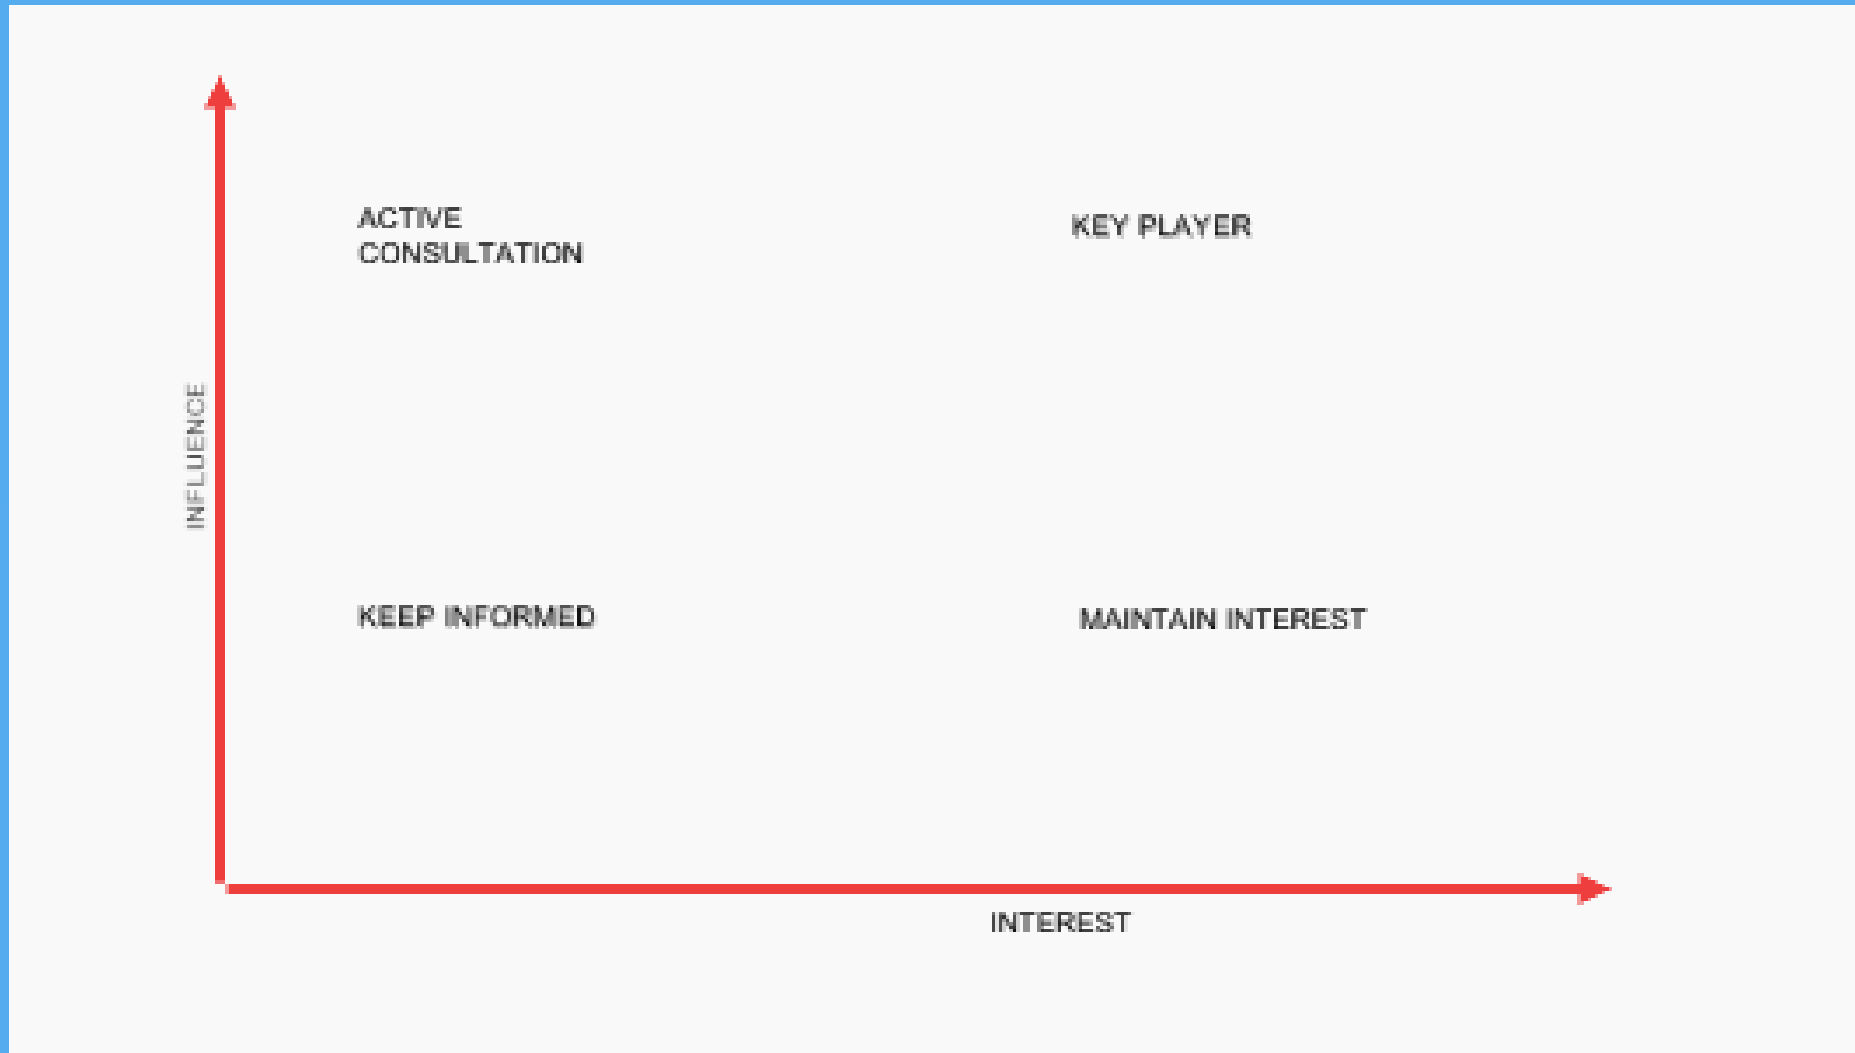 ACTIVE
CONSULTATION
KEY PLAYER
INFLUENCE
KEEP INFORMED
MAINTAIN INTEREST
INTEREST